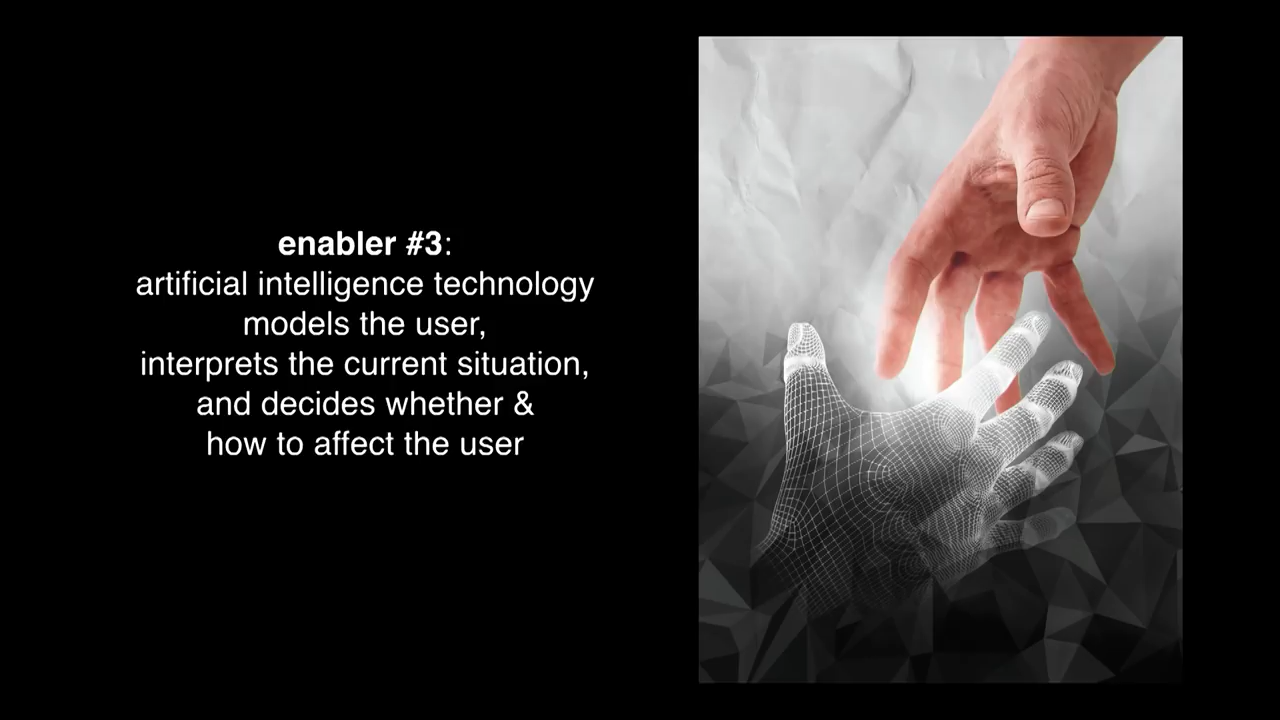 enabler #3:
artificial intelligence technology
models the user,
interprets the current situation,
and decides whether &
how to affect the user